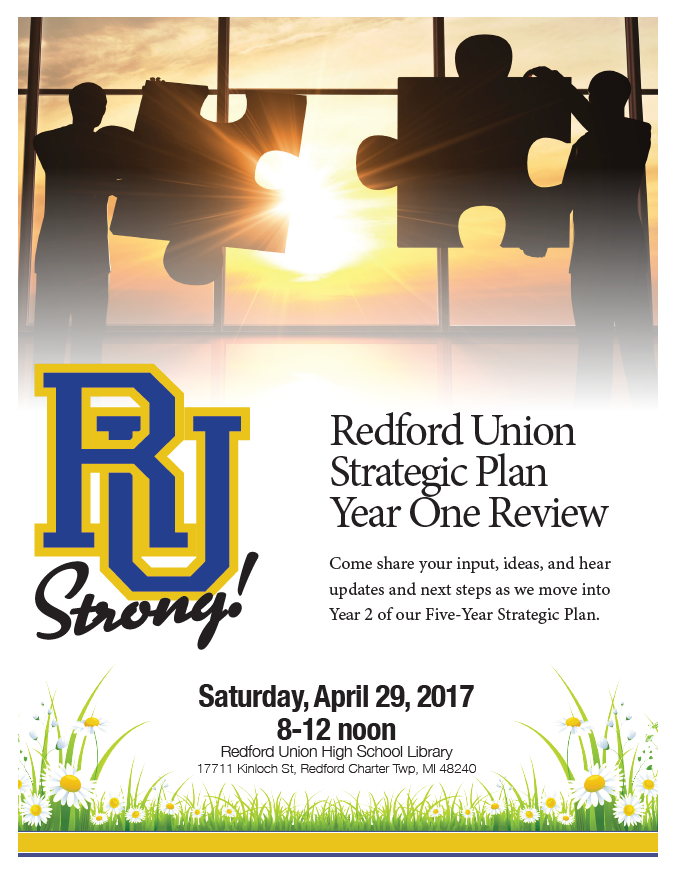 RU
Strong!
Redford Union
Strategic Plan
Year One Review
Come share your input, ideas, and hear
updates and next steps as we move into
Year 2 of our Five-Year Strategic Plan.
Saturday, April 29, 2017
8-12 noon
Redford Union High School Library
17711 Kinloch St, Redford Charter Twp, MI 48240